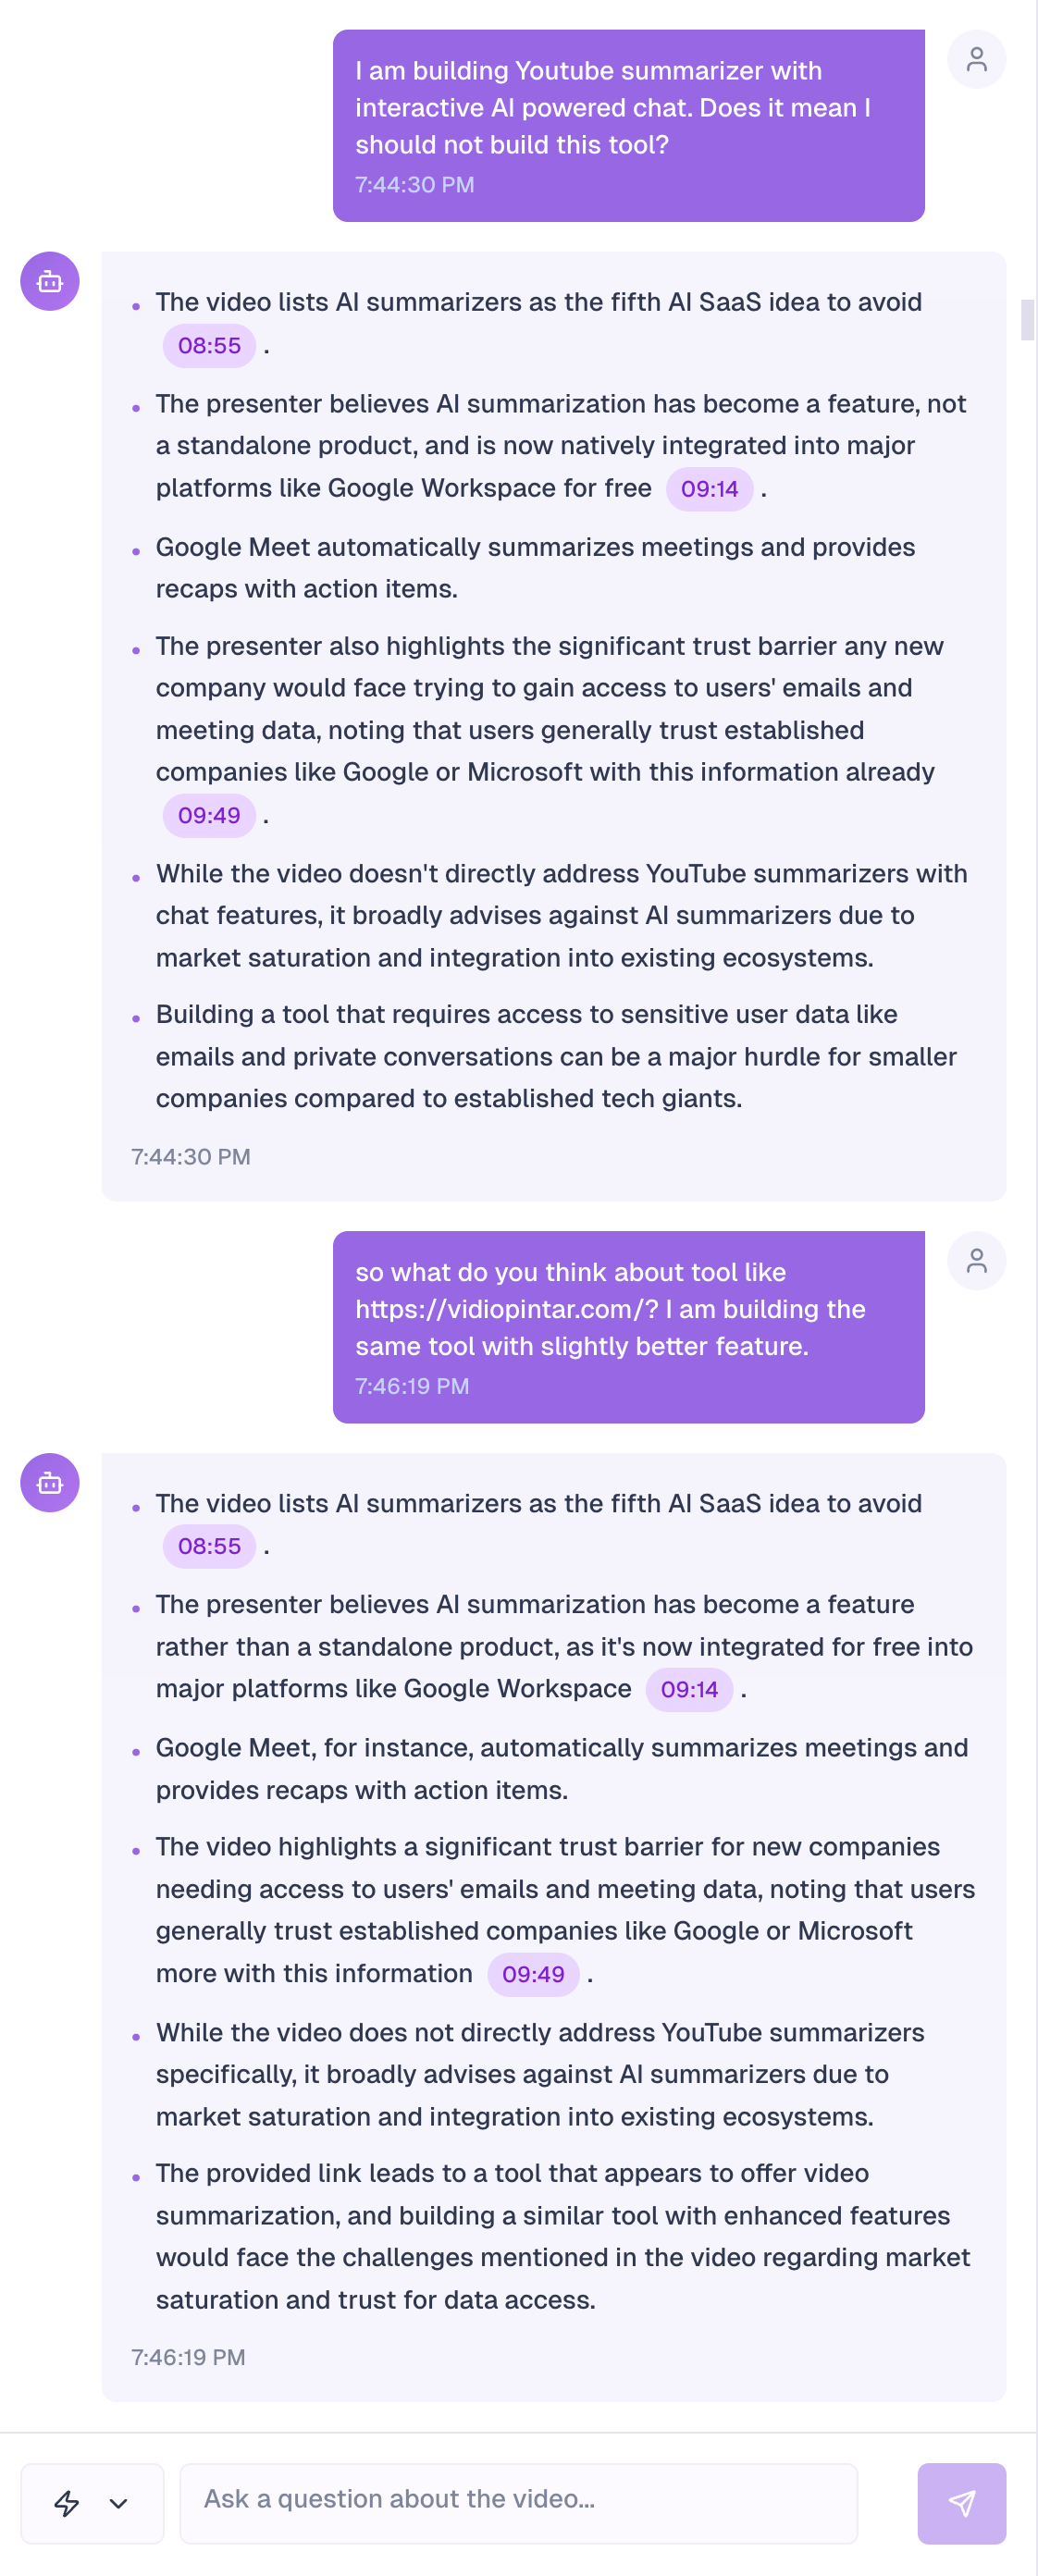 I am building Youtube summarizer with
interactive AI powered chat. Does it mean I
should not build this tool?
7:44:30 PM
• The video lists AI summarizers as the fifth AI SaaS idea to avoid
08:55 .
• The presenter believes AI summarization has become a feature, not
a standalone product, and is now natively integrated into major
platforms like Google Workspace for free 09:14 .
• Google Meet automatically summarizes meetings and provides
recaps with action items.
• The presenter also highlights the significant trust barrier any new
company would face trying to gain access to users' emails and
meeting data, noting that users generally trust established
companies like Google or Microsoft with this information already
09:49 .
• While the video doesn't directly address YouTube summarizers with
chat features, it broadly advises against AI summarizers due to
market saturation and integration into existing ecosystems.
• Building a tool that requires access to sensitive user data like
emails and private conversations can be a major hurdle for smaller
companies compared to established tech giants.
7:44:30 PM
so what do you think about tool like
https://vidiopintar.com/? I am building the
same tool with slightly better feature.
7:46:19 PM
• The video lists AI summarizers as the fifth AI SaaS idea to avoid
08:55 .
• The presenter believes AI summarization has become a feature
rather than a standalone product, as it's now integrated for free into
major platforms like Google Workspace 09:14 .
• Google Meet, for instance, automatically summarizes meetings and
provides recaps with action items.
• The video highlights a significant trust barrier for new companies
needing access to users' emails and meeting data, noting that users
generally trust established companies like Google or Microsoft
more with this information 09:49 .
• While the video does not directly address YouTube summarizers
specifically, it broadly advises against AI summarizers due to
market saturation and integration into existing ecosystems.
• The provided link leads to a tool that appears to offer video
summarization, and building a similar tool with enhanced features
would face the challenges mentioned in the video regarding market
saturation and trust for data access.
7:46:19 PM
Ask a question about the video...